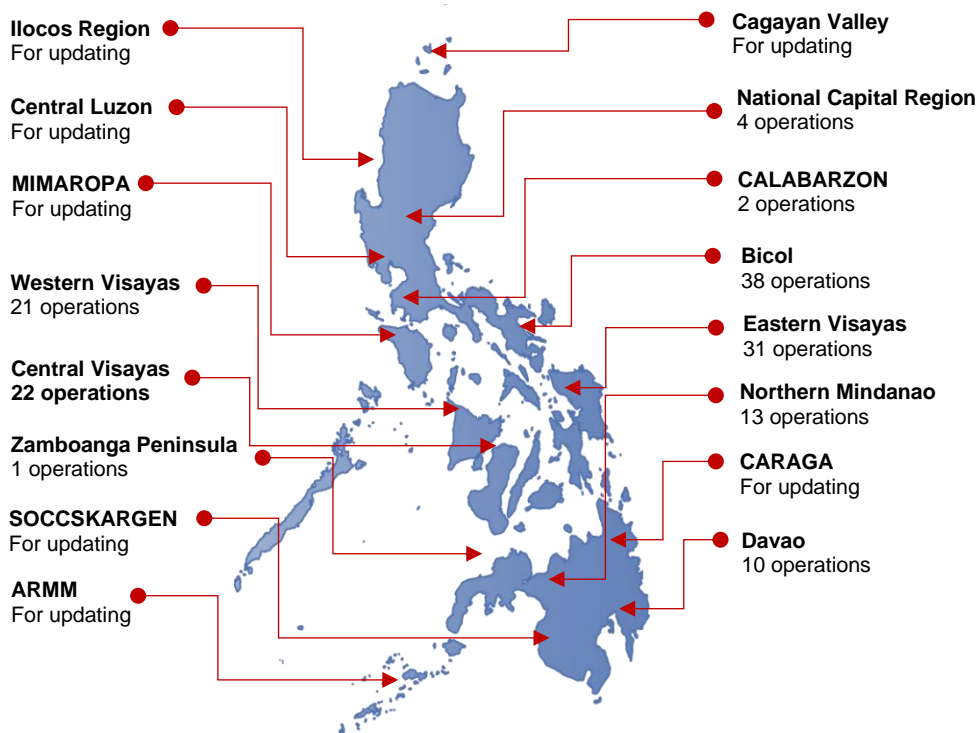 Ilocos Region
For updating
Central Luzon
For updating
MIMAROPA
For updating
Western Visayas
21 operations
Central Visayas
22 operations
Zamboanga Peninsula
1 operations
SOCCSKARGEN
For updating
ARMM
For updating
Cagayan Valley
For updating
National Capital Region
4 operations
CALABARZON
2 operations
Bicol
38 operations
Eastern Visayas
31 operations
Northern Mindanao
13 operations
CARAGA
For updating
Davao
10 operations